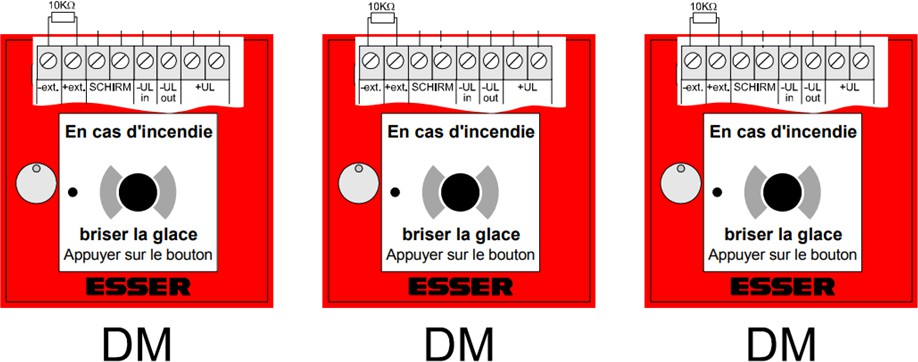 10KΩ
-ext. +ext. SCHIRM -UL in -UL out +UL
En cas d'incendie
briser la glace
Appuyer sur le bouton
ESSER
DM
10KΩ
-ext. +ext. SCHIRM -UL in -UL out +UL
En cas d'incendie
briser la glace
Appuyer sur le bouton
ESSER
DM
10KΩ
-ext. +ext. SCHIRM -UL in -UL out +UL
En cas d'incendie
briser la glace
Appuyer sur le bouton
ESSER
DM